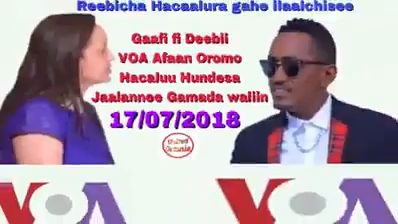 Reebicha Hacaalura gahe ilaaichisee
Gaafi fi Deebii
VOA Afaan Oromo
Hacaluu Hundesa
Jaalannee Gamada waliin
17/07/2018
VOA VOA